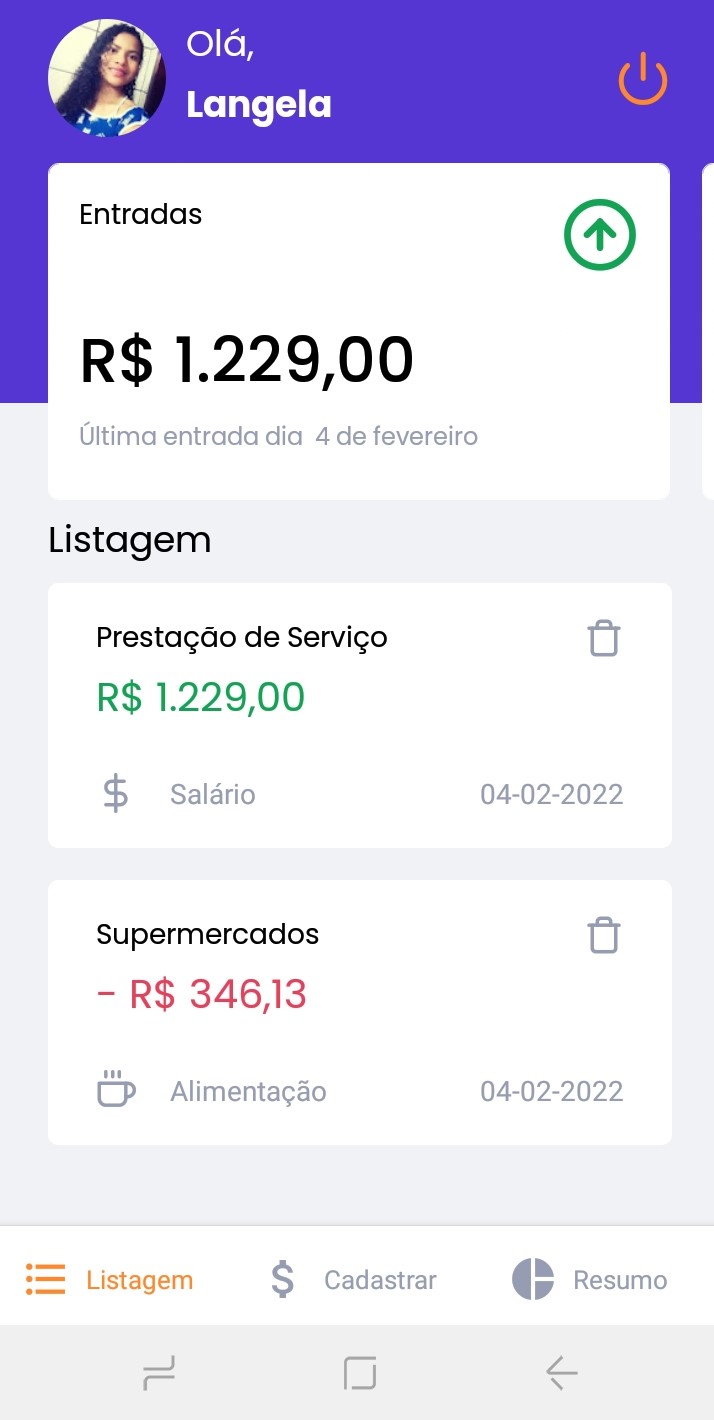 Olá,
Langela
Entradas
R$ 1.229,00
Última entrada dia  4 de fevereiro
Listagem
Prestação de Serviço
R$ 1.229,00
Salário 04-02-2022
Supermercados
- R$ 346,13
Alimentação 04-02-2022
Listagem Cadastrar Resumo